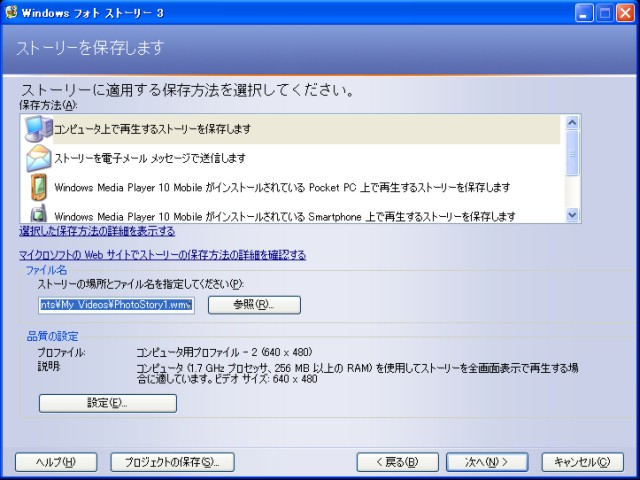 Windows フォト ストーリー 3
ストーリーを保存します
ストーリーに適用する保存方法を選択してください。
保存方法(A):
コンピュータ上で再生するストーリーを保存します
ストーリーを電子メール メッセージで送信します
Windows Media Player 10 Mobile がインストールされている Pocket PC 上で再生するストーリーを保存します
Windows Media Player 10 Mobile がインストールされている Smartphone 上で再生するストーリーを保存します
選択した保存方法の詳細を表示する
マイクロソフトの Web サイトでストーリーの保存方法の詳細を確認する
ファイル名
ストーリーの場所とファイル名を指定してください(P):
nts¥My Videos¥PhotoStory1.wmv 参照(R)...
品質の設定
プロファイル: コンピュータ用プロファイル - 2 (640 x 480)
説明: コンピュータ (1.7 GHz プロセッサ, 256 MB 以上の RAM) を使用してストーリーを全画面表示で再生する場
合に適しています。ビデオ サイズ: 640 x 480
設定(E)...
ヘルプ(H) プロジェクトの保存(S)... < 戻る(B) 次へ(N) > キャンセル(C)